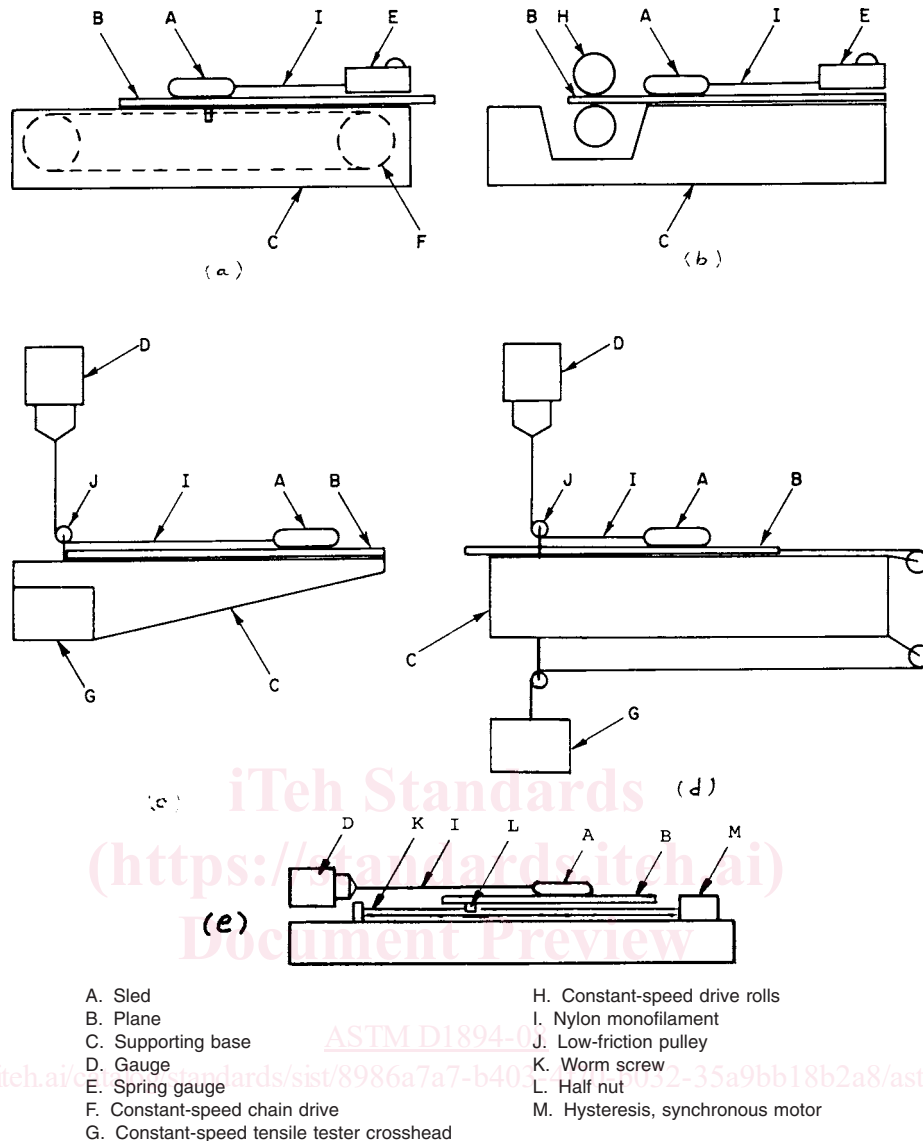 B A I E
B H A I E
C F
(a)
C
(b)
D
J I A B
G C
D
J I A B
C
G
(d)
iTeh Standards
(https://standards.iteh.ai)
Document Preview
D K I L A B M
(e)
A. Sled
B. Plane
C. Supporting base
D. Gauge
E. Spring gauge
F. Constant-speed chain drive
G. Constant-speed tensile tester crosshead
H. Constant-speed drive rolls
I. Nylon monofilament
J. Low-friction pulley
K. Worm screw
L. Half nut
M. Hysteresis, synchronous motor
ASTM D1894-08